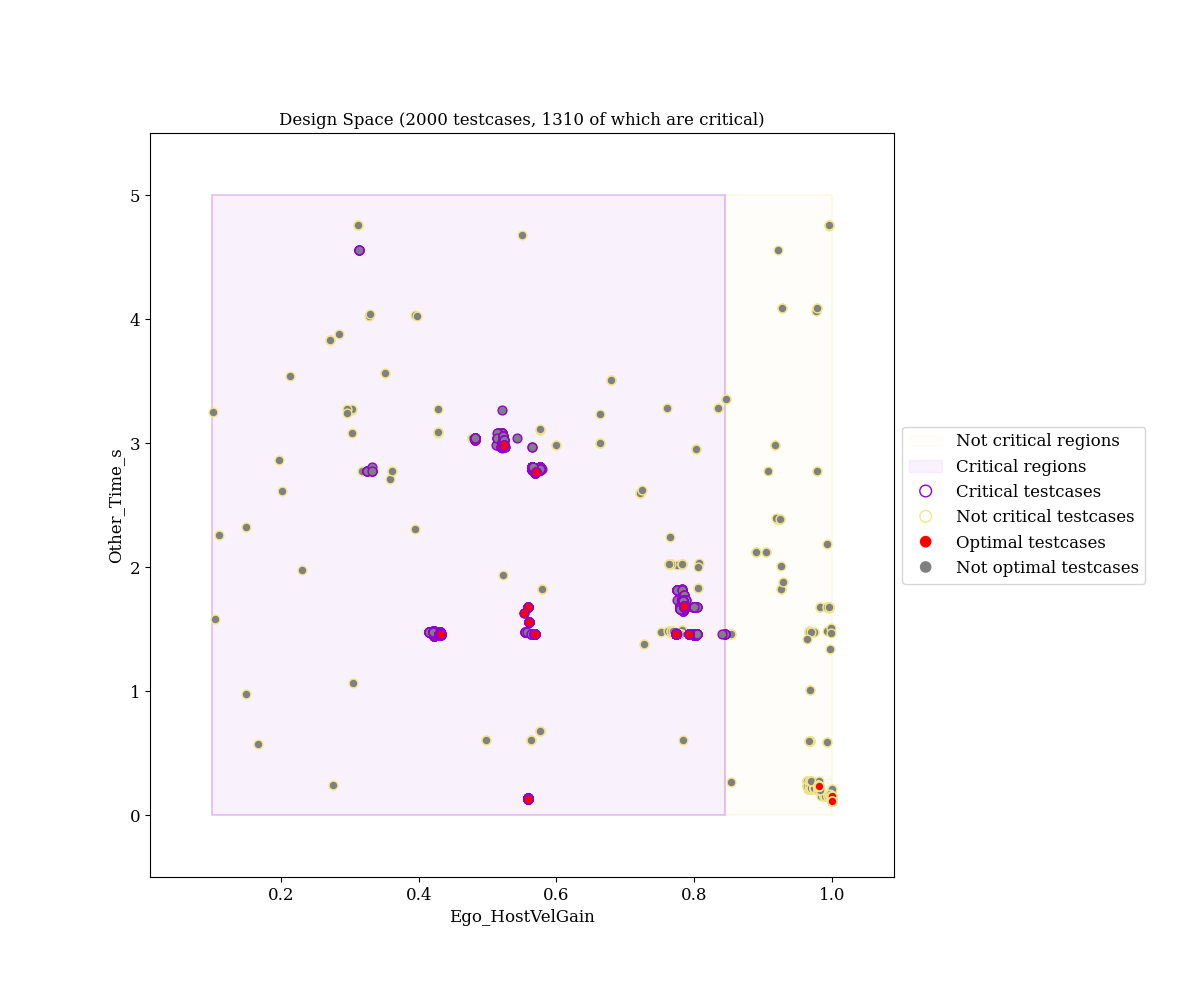 Design Space (2000 testcases, 1310 of which are critical)
5
4
3
2
1
0
Other_Time_s
0.2
0.4
0.6
0.8
1.0
Ego_HostVelGain
Not critical regions
Critical regions
Critical testcases
Not critical testcases
Optimal testcases
Not optimal testcases